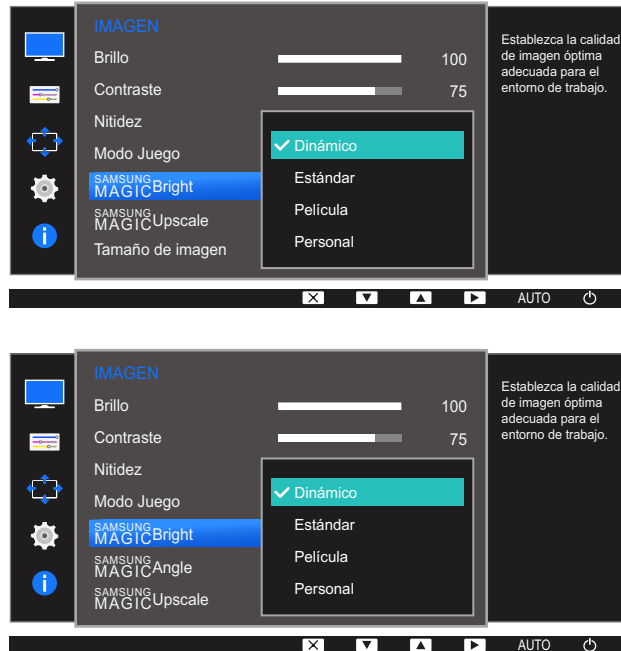 IMAGEN
Brillo 100
Contraste 75
Nitidez
Modo Juego
SAMSUNG
MAGICBright
SAMSUNG
MAGICUpscale
Tamaño de imagen
Dinámico
Estándar
Película
Personal
Establezca la calidad
de imagen óptima
adecuada para el
entorno de trabajo.
AUTO
IMAGEN
Brillo 100
Contraste 75
Nitidez
Modo Juego
SAMSUNG
MAGICBright
SAMSUNG
MAGICAngle
SAMSUNG
MAGICUpscale
Dinámico
Estándar
Película
Personal
Establezca la calidad
de imagen óptima
adecuada para el
entorno de trabajo.
AUTO